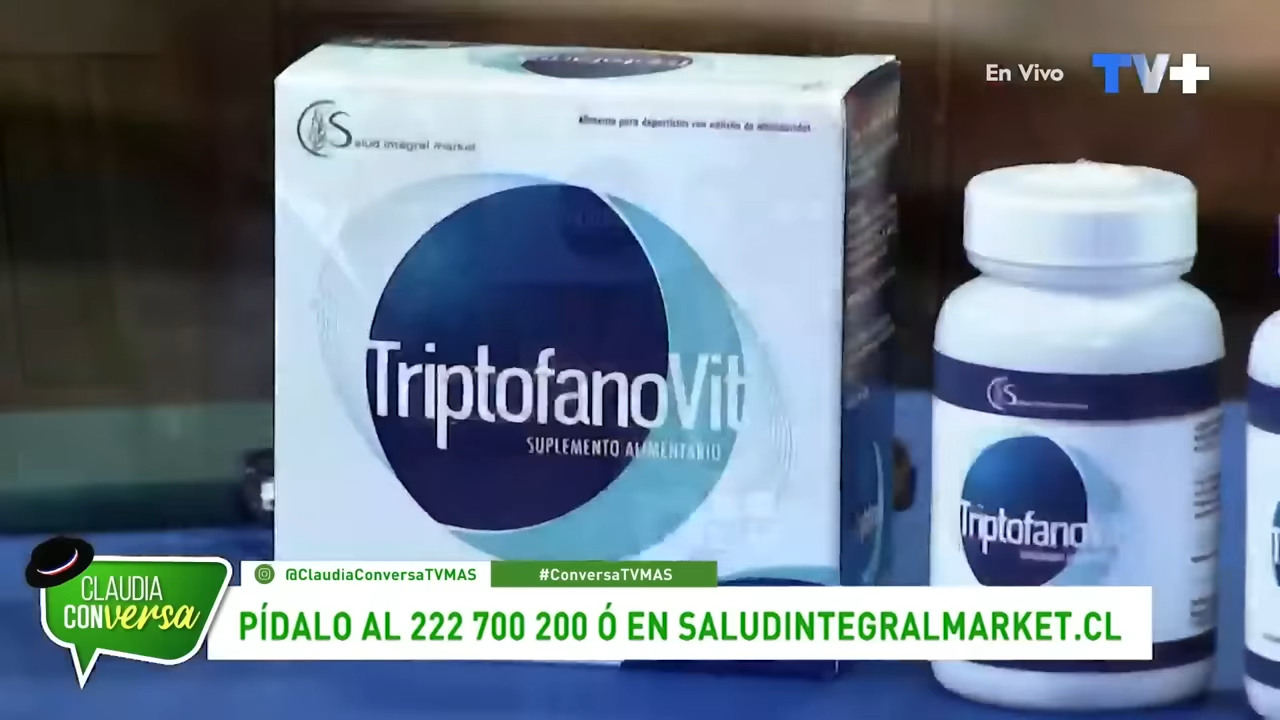 En Vivo
TV+
Salud integral market
Alimento para deportistas con adición de aminoácidos
TriptofanoVit
SUPLEMENTO ALIMENTARIO
S
Triptofano
@ClaudiaConversaTVMAS
#ConversaTVMAS
CLAUDIA
CONVERSA
PÍDALO AL 222 700 200 Ó EN SALUDINTEGRALMARKET.CL